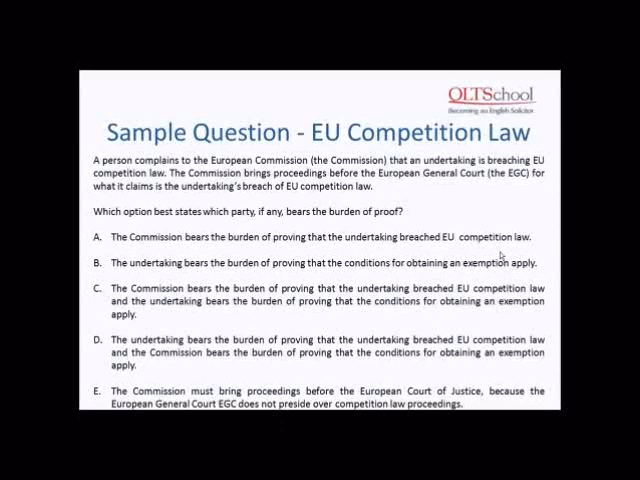 QLTSchool
Becoming an English Solicitor
Sample Question - EU Competition Law
A person complains to the European Commission (the Commission) that an undertaking is breaching EU
competition law. The Commission brings proceedings before the European General Court (the EGC) for
what it claims is the undertaking's breach of EU competition law.
Which option best states which party, if any, bears the burden of proof?
A. The Commission bears the burden of proving that the undertaking breached EU competition law.
B. The undertaking bears the burden of proving that the conditions for obtaining an exemption apply.
C. The Commission bears the burden of proving that the undertaking breached EU competition law
and the undertaking bears the burden of proving that the conditions for obtaining an exemption
apply.
D. The undertaking bears the burden of proving that the undertaking breached EU competition law
and the Commission bears the burden of proving that the conditions for obtaining an exemption
apply.
E. The Commission must bring proceedings before the European Court of Justice, because the
European General Court EGC does not preside over competition law proceedings.